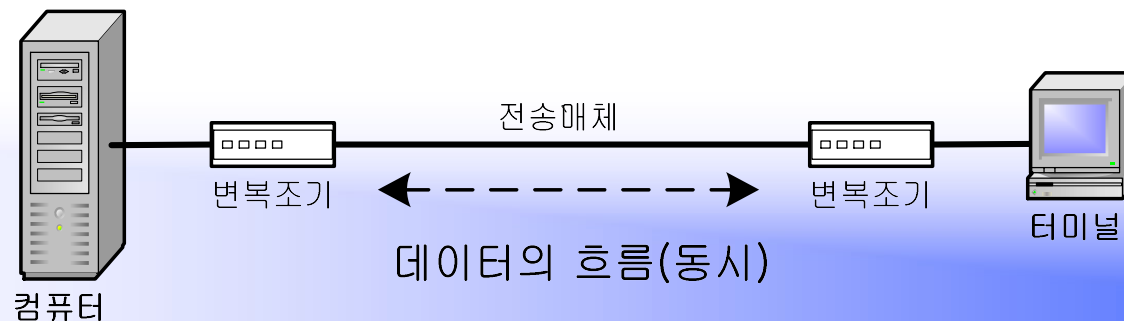 전송매체
변복조기
변복조기
터미널
데이터의 흐름(동시)
컴퓨터